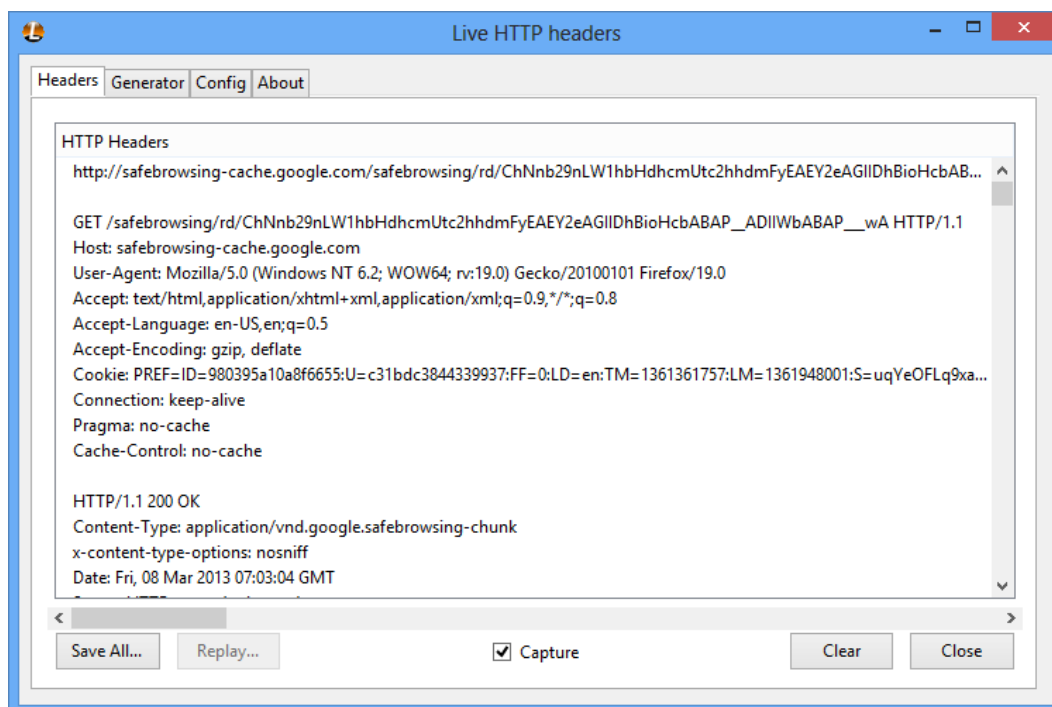 Live HTTP headers
Headers Generator Config About
HTTP Headers
http://safebrowsing-cache.google.com/safebrowsing/rd/ChNnb29nLW1hbHdhcmUtc2hhdmFyEAEY2eAGIIDhBioHcbAB...
GET /safebrowsing/rd/ChNnb29nLW1hbHdhcmUtc2hhdmFyEAEY2eAGIIDhBioHcbABAP__ADIIWbABAP___wA HTTP/1.1
Host: safebrowsing-cache.google.com
User-Agent: Mozilla/5.0 (Windows NT 6.2; WOW64; rv:19.0) Gecko/20100101 Firefox/19.0
Accept: text/html,application/xhtml+xml,application/xml;q=0.9,*/*;q=0.8
Accept-Language: en-US,en;q=0.5
Accept-Encoding: gzip, deflate
Cookie: PREF=ID=980395a10a8f6655:U=c31bdc3844339937:FF=0:LD=en:TM=1361361757:LM=1361948001:S=uqYeOFLq9xa...
Connection: keep-alive
Pragma: no-cache
Cache-Control: no-cache
HTTP/1.1 200 OK
Content-Type: application/vnd.google.safebrowsing-chunk
x-content-type-options: nosniff
Date: Fri, 08 Mar 2013 07:03:04 GMT
Save All... Replay... Capture Clear Close